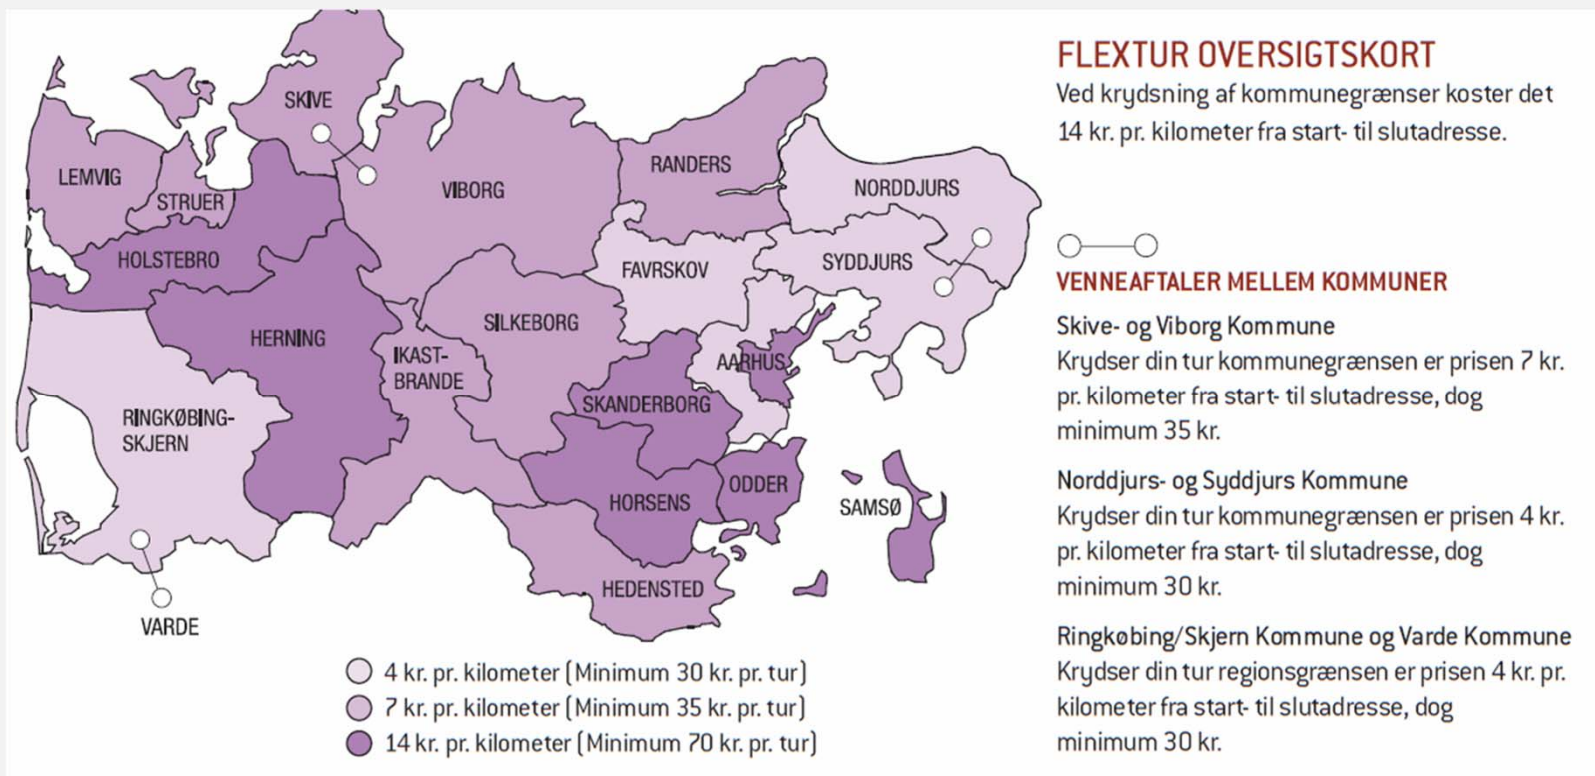 SKIVE
LEMVIG
STRUER
VIBORG
RANDERS
NORDDJURS
HOLSTEBRO
FAVRSKOV
SYDDJURS
HERNING
SILKEBORG
IKAST-
BRANDE
AARHUS
RINGKØBING-
SKJERN
SKANDERBORG
HORSENS
ODDER
SAMSØ
HEDENSTED
VARDE
4 kr. pr. kilometer (Minimum 30 kr. pr. tur)
7 kr. pr. kilometer (Minimum 35 kr. pr. tur)
14 kr. pr. kilometer (Minimum 70 kr. pr. tur)
FLEXTUR OVERSIGTSKORT
Ved krydsning af kommunegrænser koster det
14 kr. pr. kilometer fra start- til slutadresse.
VENNEAFTALER MELLEM KOMMUNER
Skive- og Viborg Kommune
Krydser din tur kommunegrænsen er prisen 7 kr.
pr. kilometer fra start- til slutadresse, dog
minimum 35 kr.
Norddjurs- og Syddjurs Kommune
Krydser din tur kommunegrænsen er prisen 4 kr.
pr. kilometer fra start- til slutadresse, dog
minimum 30 kr.
Ringkøbing/Skjern Kommune og Varde Kommune
Krydser din tur regionsgrænsen er prisen 4 kr. pr.
kilometer fra start- til slutadresse, dog
minimum 30 kr.